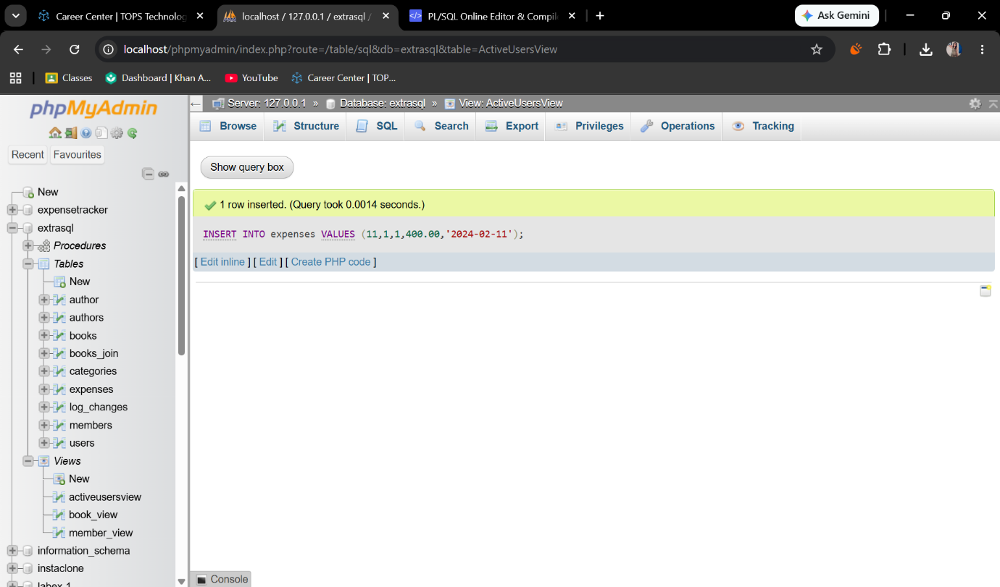 Career Center | TOPS Technolog
localhost / 127.0.0.1 / extrasql /
PL/SQL Online Editor & Compil
Ask Gemini
localhost/phpmyadmin/index.php?route=/table/sql&db=extrasql&table=ActiveUsersView
Classes
Dashboard | Khan A...
YouTube
Career Center | TOP...
phpMyAdmin
Recent
Favourites
New
expensetracker
extrasql
Procedures
Tables
New
author
authors
books
books_join
categories
expenses
log_changes
members
users
Views
New
activeusersview
book_view
member_view
information_schema
instaclone
labex 1
Server: 127.0.0.1 » Database: extrasql » View: ActiveUsersView
Browse
Structure
SQL
Search
Export
Privileges
Operations
Tracking
Show query box
1 row inserted. (Query took 0.0014 seconds.)
INSERT INTO expenses VALUES (11,1,1,400.00,'2024-02-11');
[ Edit inline ] [ Edit ] [ Create PHP code ]
Console